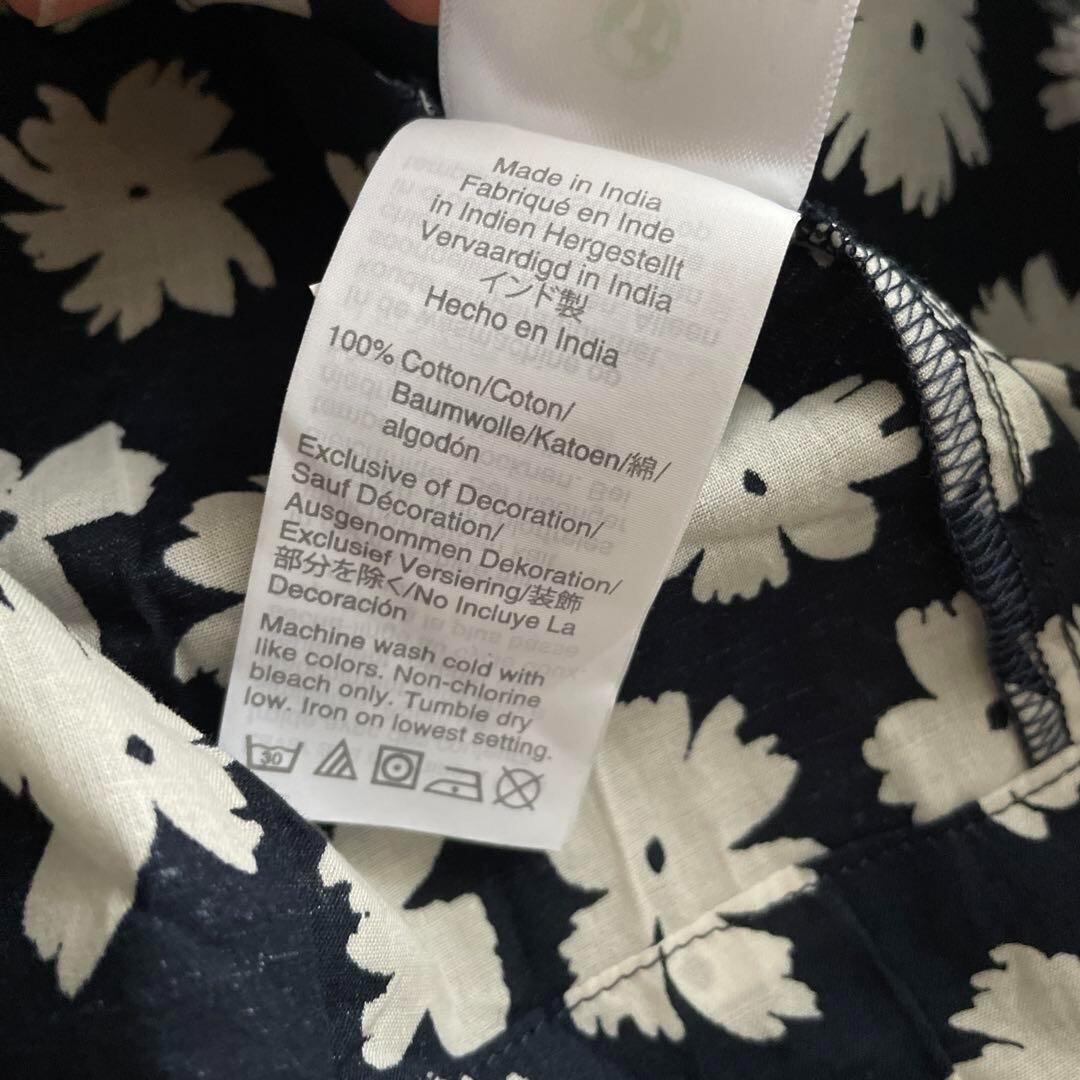 Made in India
Fabriqué en Inde
in Indien Hergestellt
Vervaardigd in India
インド製
Hecho en India
100% Cotton/Coton/
Baumwolle/Katoen/綿/
algodón
Exclusive of Decoration/
Sauf Décoration/
Ausgenommen Dekoration/
Exclusief Versiering/装飾
部分を除く/No Incluye La
Decoración
Machine wash cold with
like colors. Non-chlorine
bleach only. Tumble dry
low. Iron on lowest setting.
30